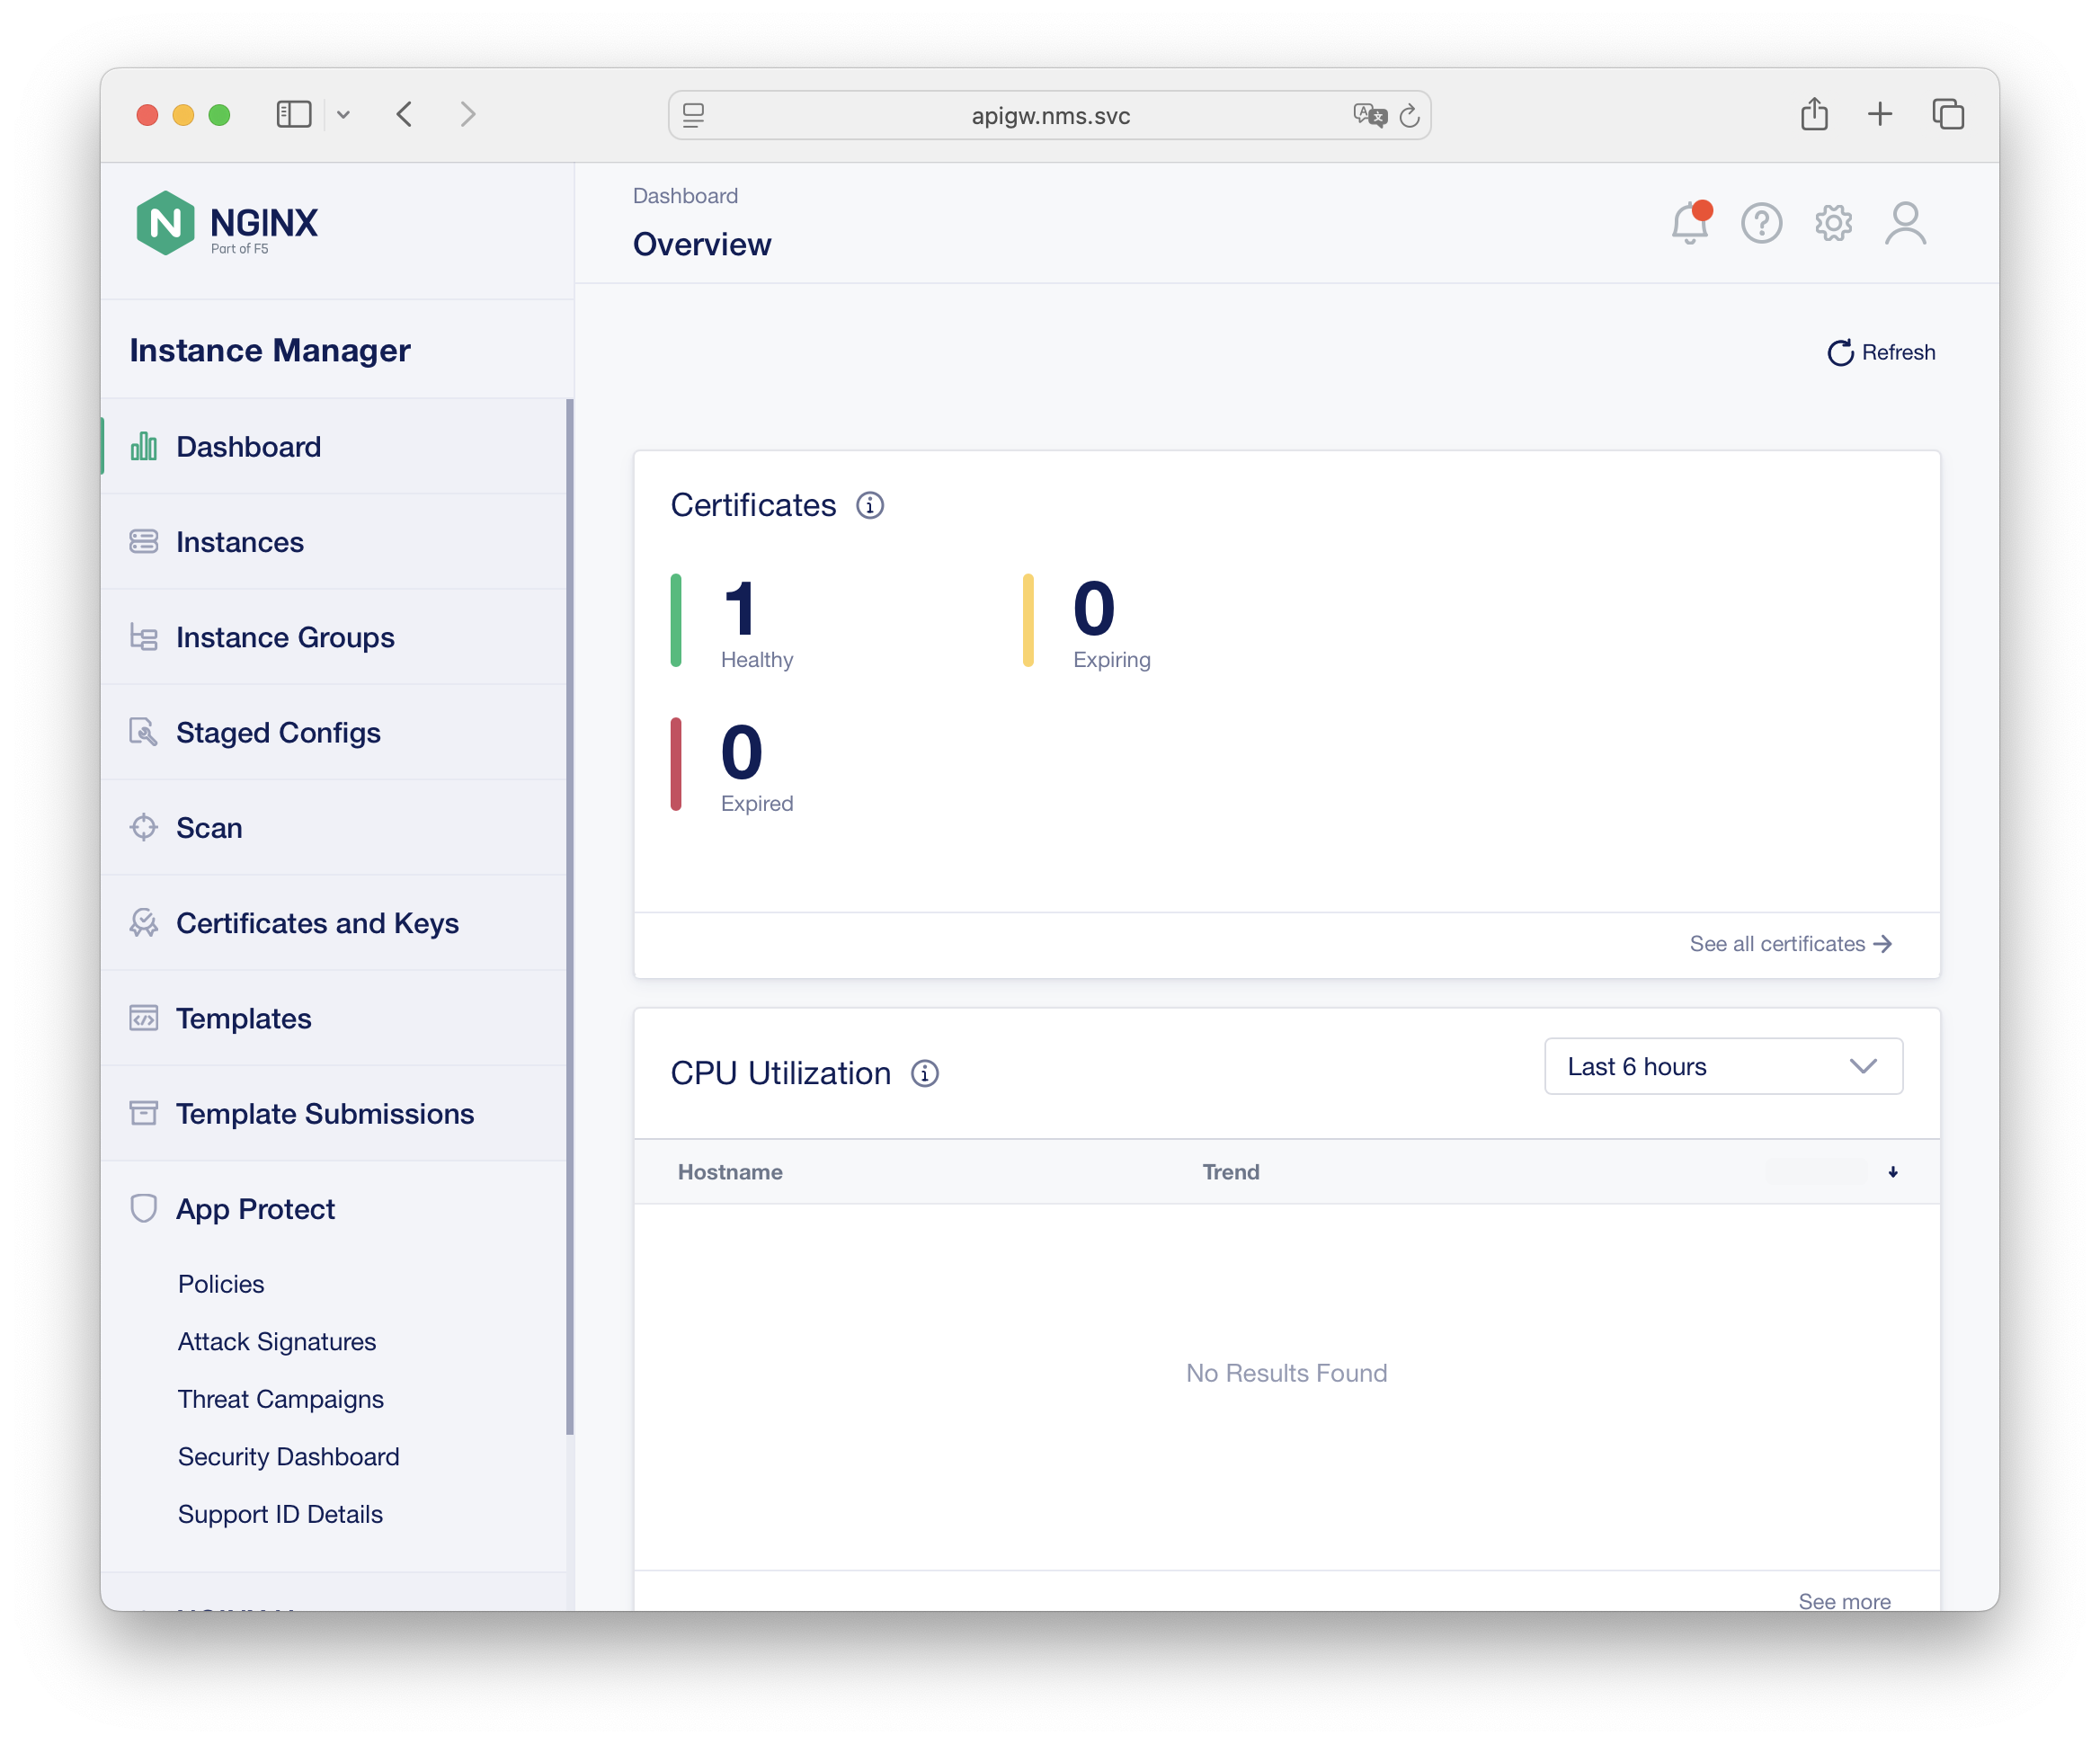 apigw.nms.svc
NGINX
Part of F5
Instance Manager
Dashboard
Instances
Instance Groups
Staged Configs
Scan
Certificates and Keys
Templates
Template Submissions
App Protect
Policies
Attack Signatures
Threat Campaigns
Security Dashboard
Support ID Details
Dashboard
Overview
Refresh
Certificates
1
Healthy
0
Expiring
0
Expired
See all certificates
CPU Utilization
Last 6 hours
Hostname Trend
No Results Found
See more